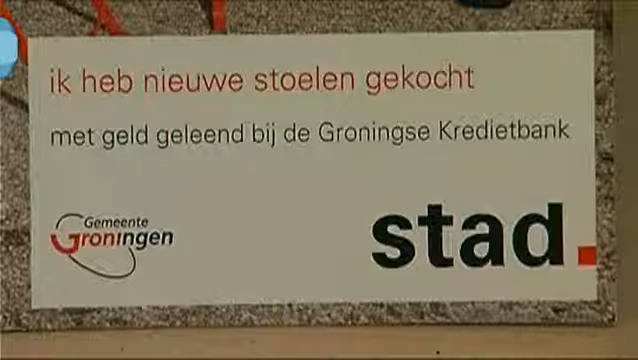 ik heb nieuwe stoelen gekocht
met geld geleend bij de Groningse Kredietbank
Gemeente
Groningen
stad.